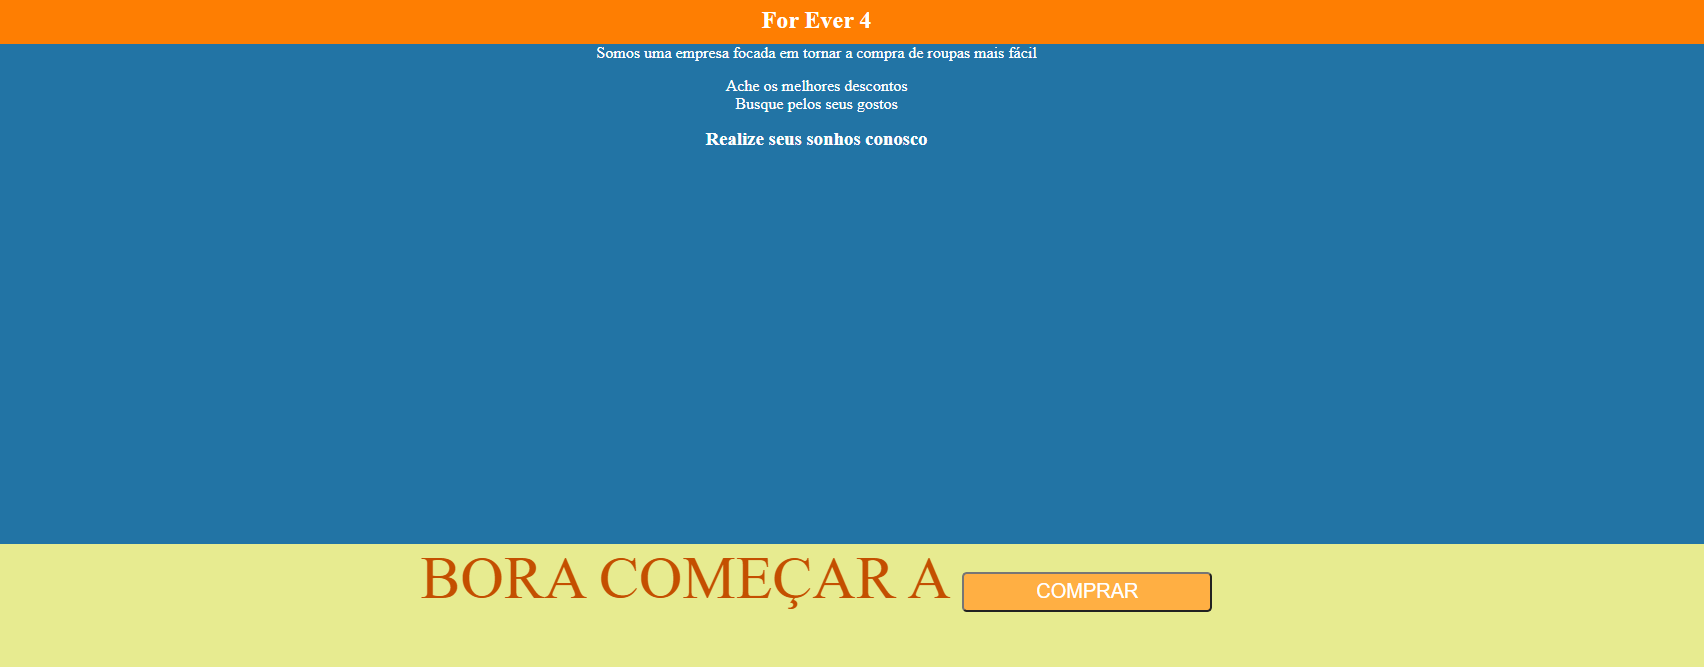 For Ever 4
Somos uma empresa focada em tornar a compra de roupas mais fácil
Ache os melhores descontos
Busque pelos seus gostos
Realize seus sonhos conosco
BORA COMEÇAR A COMPRAR